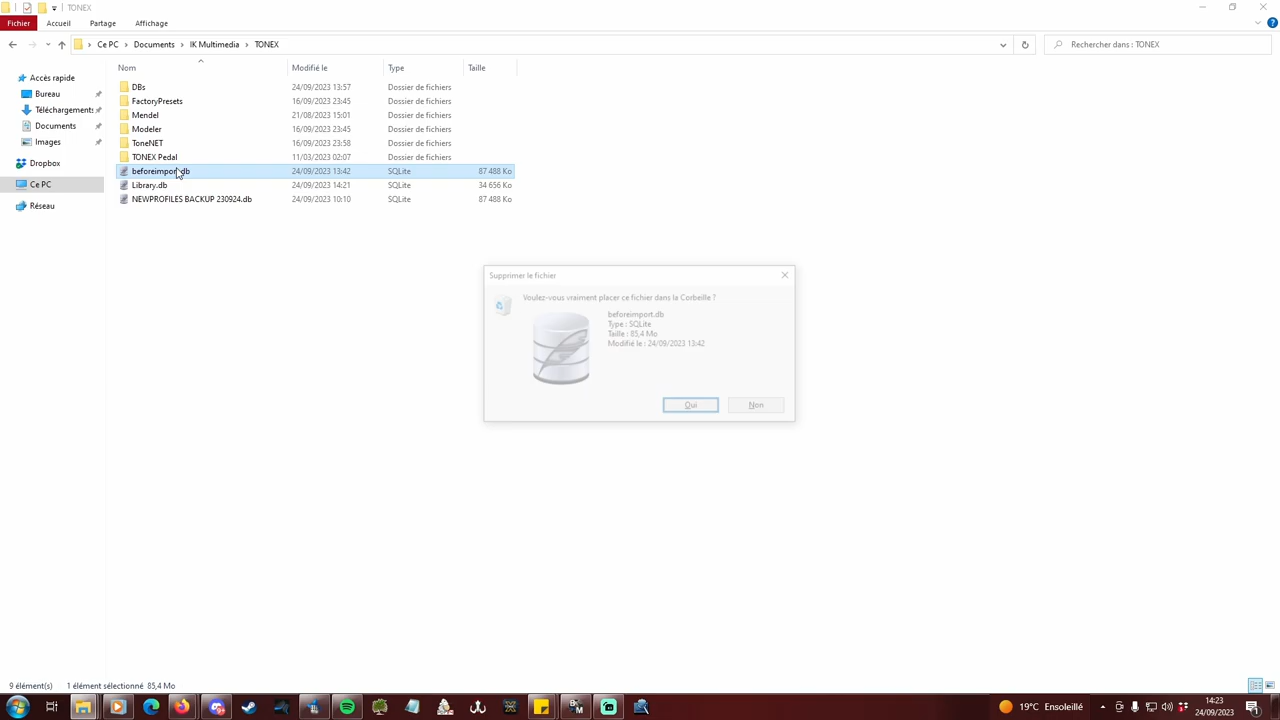 TONEX
Fichier Accueil Partage Affichage
Ce PC > Documents > IK Multimedia > TONEX
Rechercher dans : TONEX
Nom Modifié le Type Taille
Accès rapide
Bureau
Téléchargements
Documents
Images
Dropbox
Ce PC
Réseau
DBs 24/09/2023 13:57 Dossier de fichiers
FactoryPresets 16/09/2023 23:45 Dossier de fichiers
Mendel 21/08/2023 15:01 Dossier de fichiers
Modeler 16/09/2023 23:45 Dossier de fichiers
ToneNET 16/09/2023 23:58 Dossier de fichiers
TONEX Pedal 11/03/2023 02:07 Dossier de fichiers
beforeimport.db 24/09/2023 13:42 SQLite 87 488 Ko
Library.db 24/09/2023 14:21 SQLite 34 656 Ko
NEWPROFILES BACKUP 230924.db 24/09/2023 10:10 SQLite 87 488 Ko
Supprimer le fichier
Voulez-vous vraiment placer ce fichier dans la Corbeille ?
beforeimport.db
Type : SQLite
Taille : 85,4 Mo
Modifié le : 24/09/2023 13:42
Oui Non
9 élément(s) 1 élément sélectionné 85,4 Mo
19°C Ensoleillé
14:23
24/09/2023